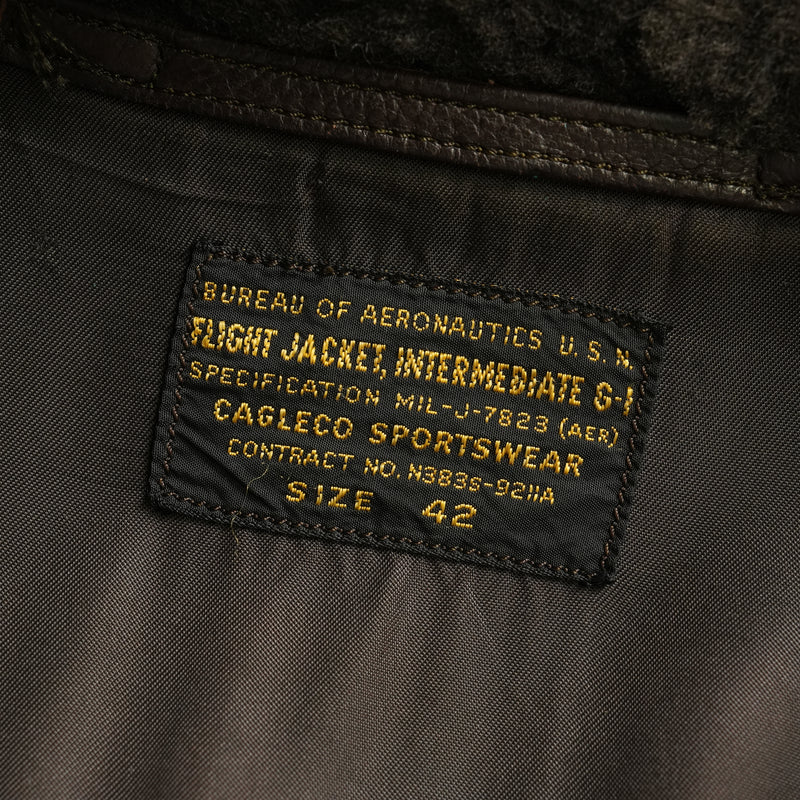 BUREAU OF AERONAUTICS U.S.N.
FLIGHT JACKET, INTERMEDIATE G-1
SPECIFICATION MIL-J-7823 (AER)
CAGLECO SPORTSWEAR
CONTRACT NO. N383s-9211A
SIZE 42